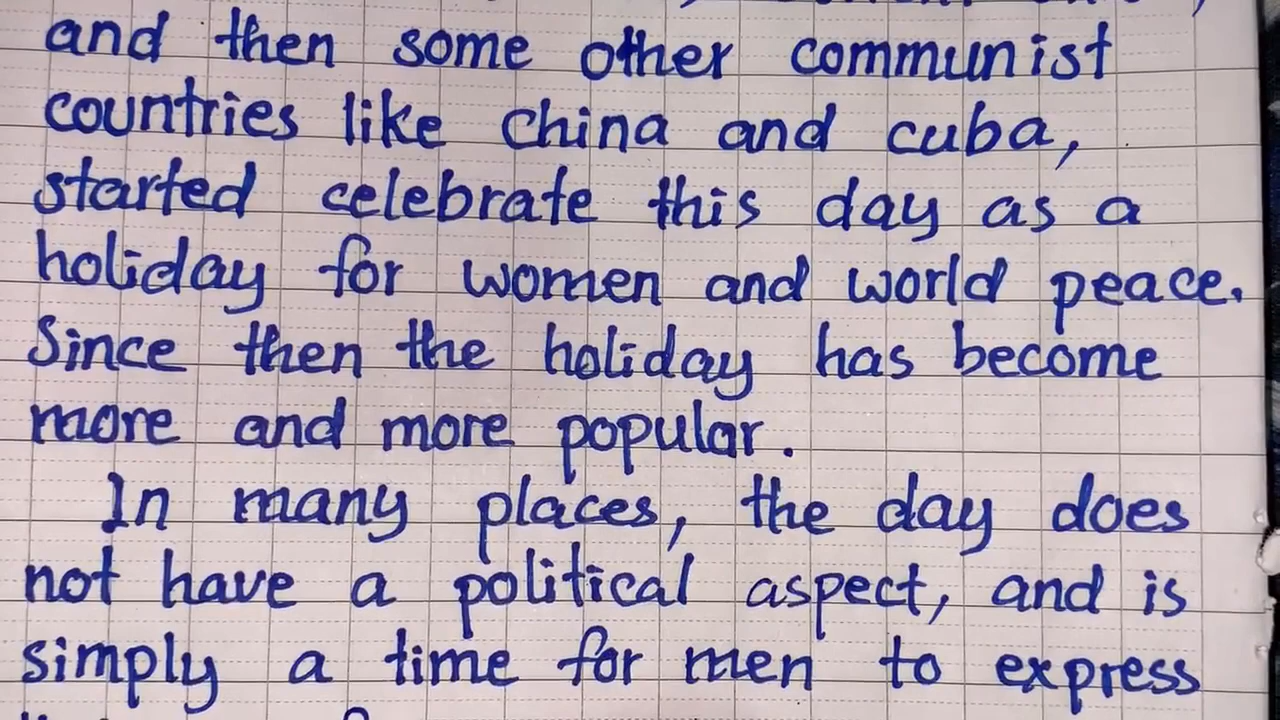 and then some other communist
countries like China and cuba,
started celebrate this day as a
holiday for women and world peace.
Since then the holiday has become
more and more popular.
In many places, the day does
not have a political aspect, and is
simply a time for men to express